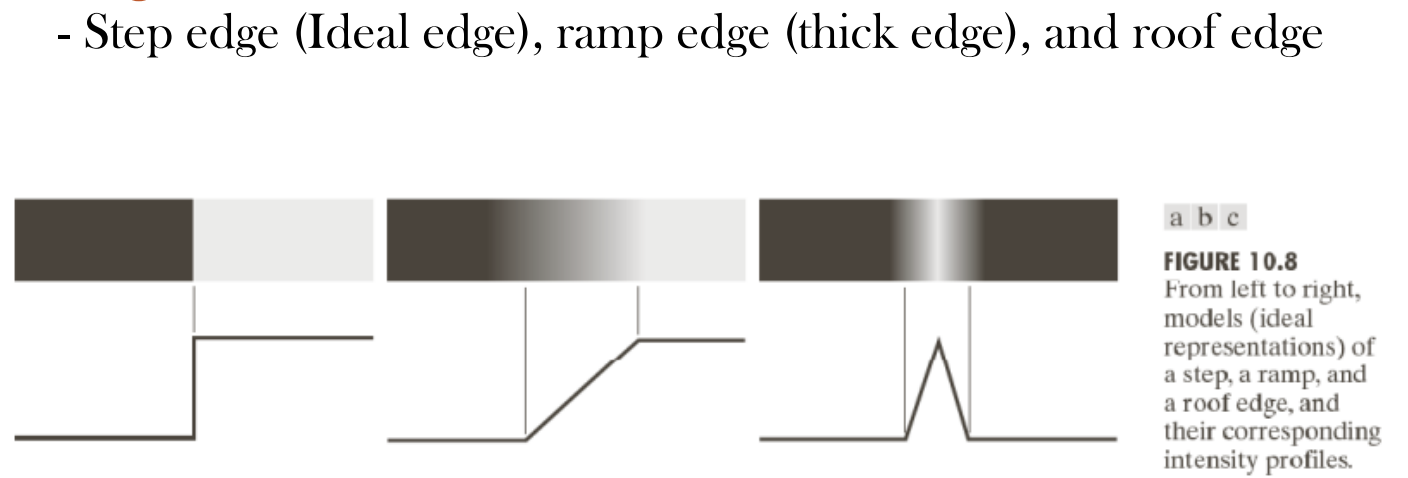 - Step edge (Ideal edge), ramp edge (thick edge), and roof edge
a b c
FIGURE 10.8
From left to right,
models (ideal
representations) of
a step, a ramp, and
a roof edge, and
their corresponding
intensity profiles.